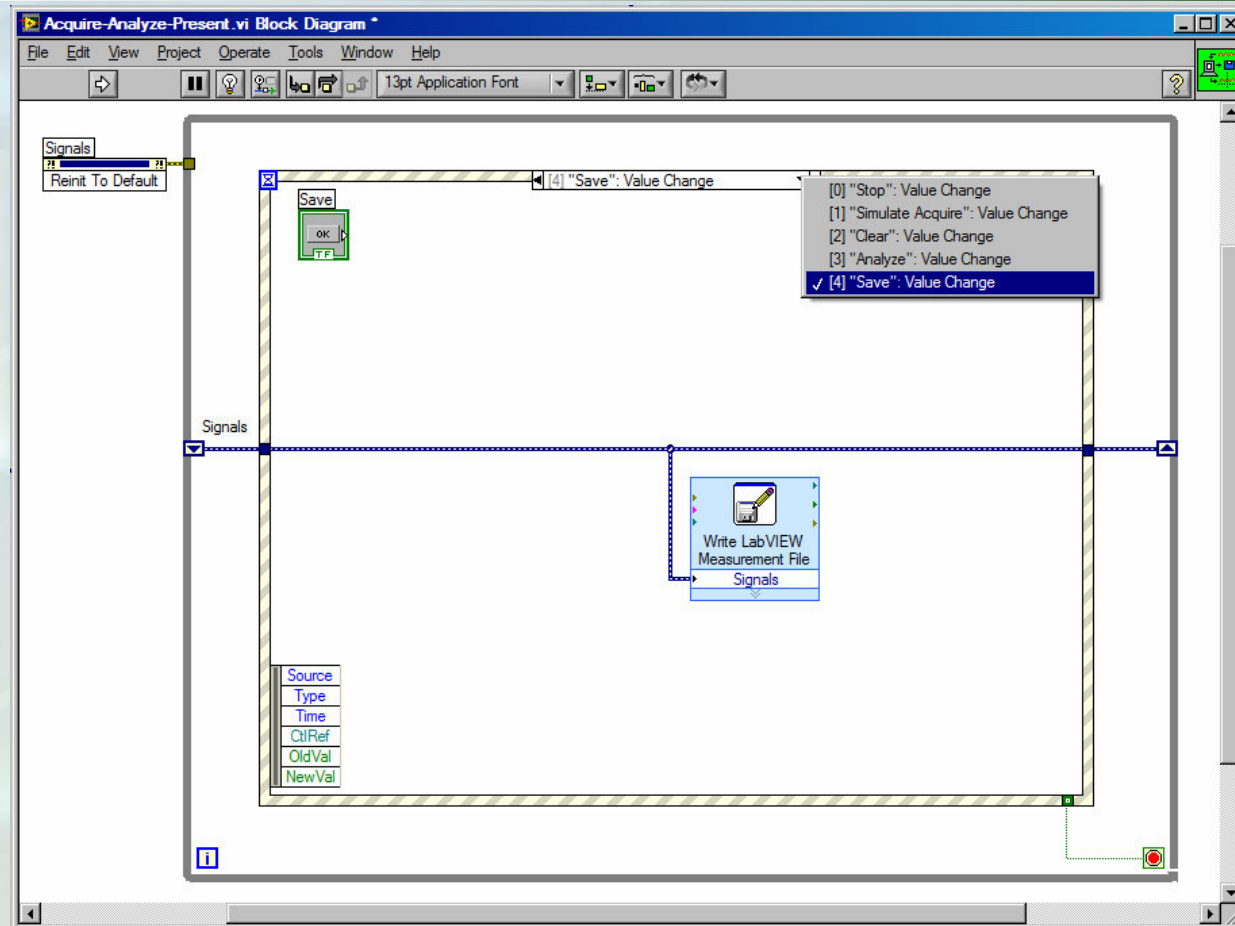 Acquire-Analyze-Present.vi Block Diagram *
File Edit View Project Operate Tools Window Help
13pt Application Font
?
Signals
?! ?!
Reinit To Default
[4] "Save": Value Change
[0] "Stop": Value Change
[1] "Simulate Acquire": Value Change
[2] "Clear": Value Change
[3] "Analyze": Value Change
✓ [4] "Save": Value Change
Save
OK
TF
Signals
Write LabVIEW
Measurement File
Signals
Source
Type
Time
CtlRef
OldVal
NewVal
i